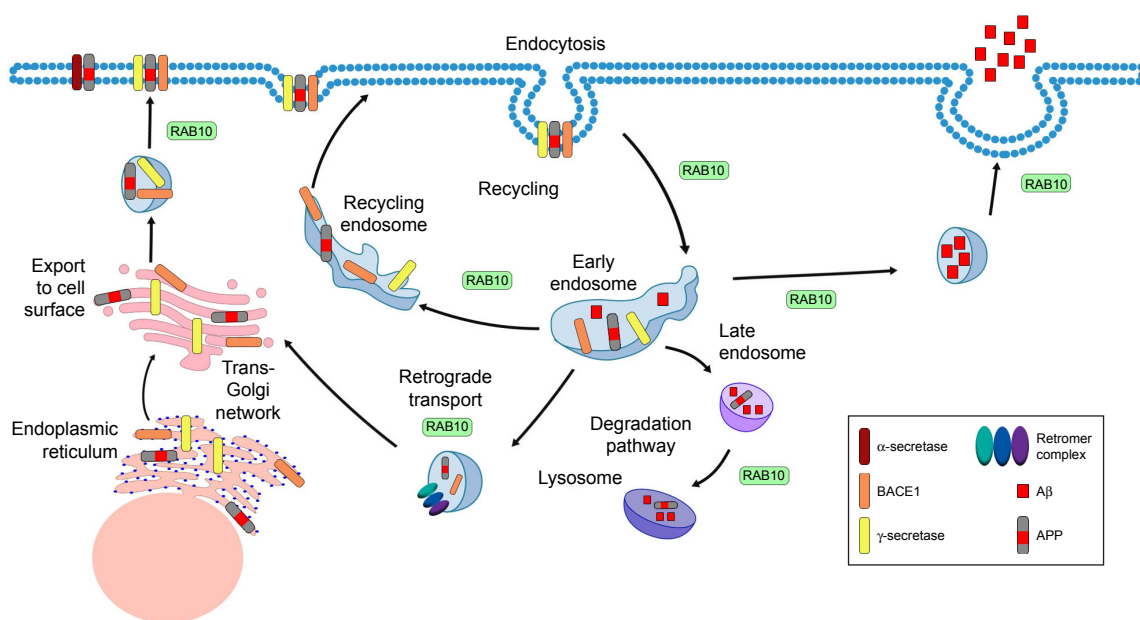 Endocytosis
RAB10
RAB10
RAB10
Recycling
Recycling
endosome
Export
to cell
surface
RAB10
Early
endosome
RAB10
Late
endosome
Trans-
Golgi
network
Retrograde
transport
RAB10
Endoplasmic
reticulum
Degradation
pathway
Lysosome
RAB10
α-secretase
BACE1
γ-secretase
Retromer
complex
Aβ
APP